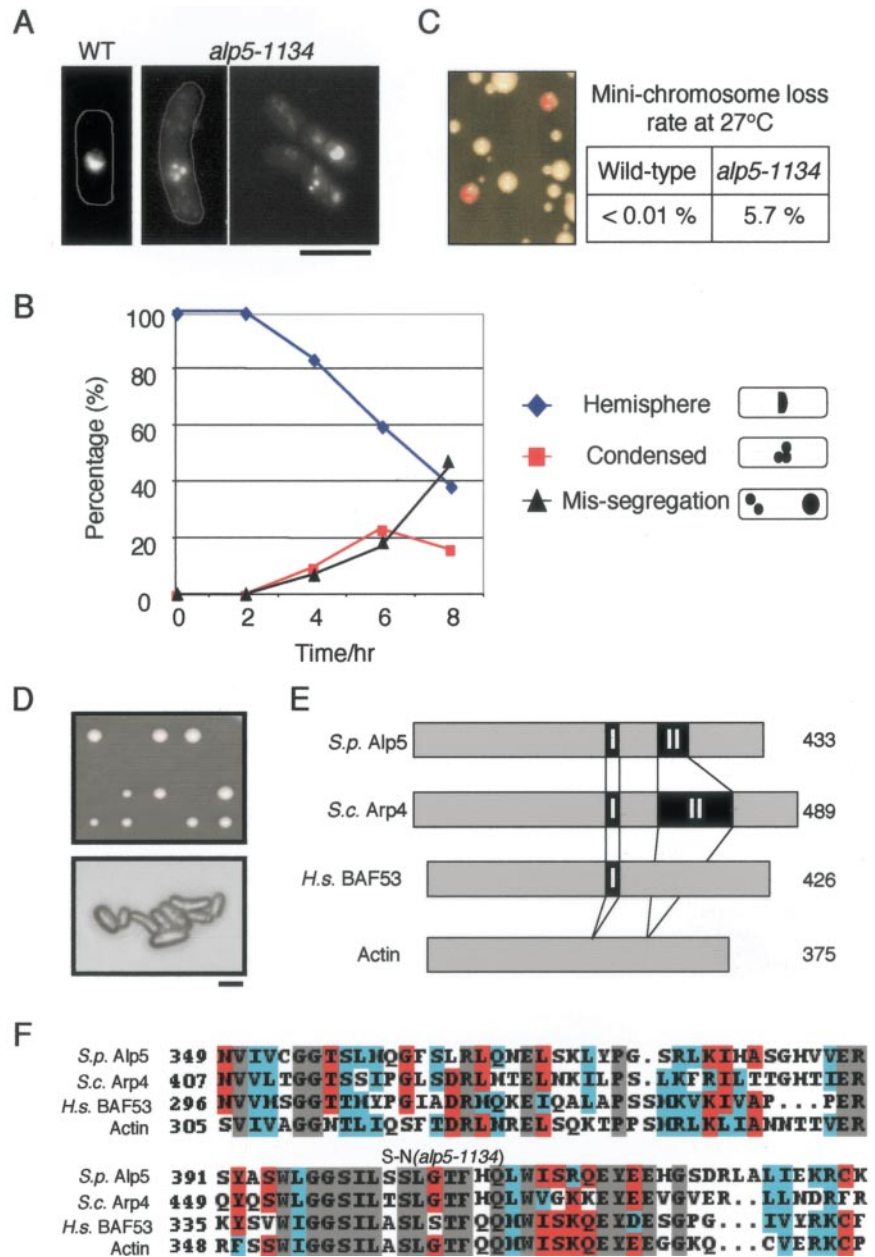 A
WT
alp5-1134
C
Mini-chromosome loss
rate at 27°C
Wild-type alp5-1134
< 0.01 % 5.7 %
B
Percentage (%)
100
80
60
40
20
0
0 2 4 6 8
Time/hr
Hemisphere
Condensed
Mis-segregation
D
E
S.p. Alp5 I II 433
S.c. Arp4 I II 489
H.s. BAF53 I 426
Actin 375
F
S.p. Alp5 349 NVIVCGGTSLMQGFSLRLQNELSKLYPG.SRLKIHASGHVVER
S.c. Arp4 407 NVVLTGGTSSIPGLSDRLMTELNKILPS.LKFRILTTGHTIER
H.s. BAF53 296 NVVMSGGTTMYPGIADRMQKEIQALAPSSMKVKIVAP...PER
Actin 305 SVIVAGGNTLIQSFTDRLNRELSQKTPPSMRLKLIANNTTVER
S-N(alp5-1134)
S.p. Alp5 391 SYASWLGGSILSSLGTFHQLWISRQEYEEHGSDRLALIEKRCK
S.c. Arp4 449 QYQSWLGGSILTSLGTFHQLWVGKKEYEEVGVER...LLNDRFR
H.s. BAF53 335 KYSVWIGGSILASLSTFQQMWISKQEYDESGPG...IVYRKCF
Actin 348 RFSSWIGGSILASLGTFQQMWISKQEYEEGGKQ...CVERKCP